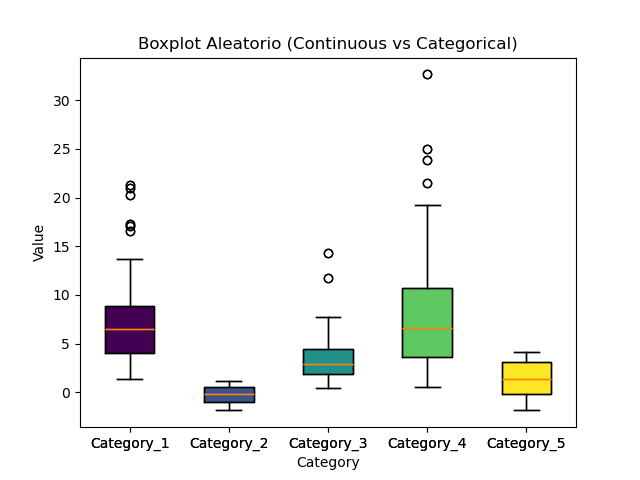 Boxplot Aleatorio (Continuous vs Categorical)
30
25
20
15
10
5
0
Value
Category_1 Category_2 Category_3 Category_4 Category_5
Category